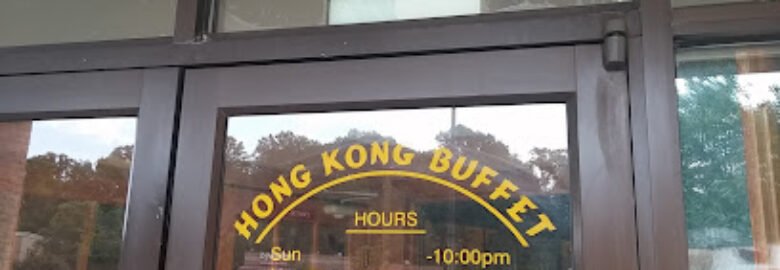 HONG KONG BUFFET
HOURS
Sun -10:00pm